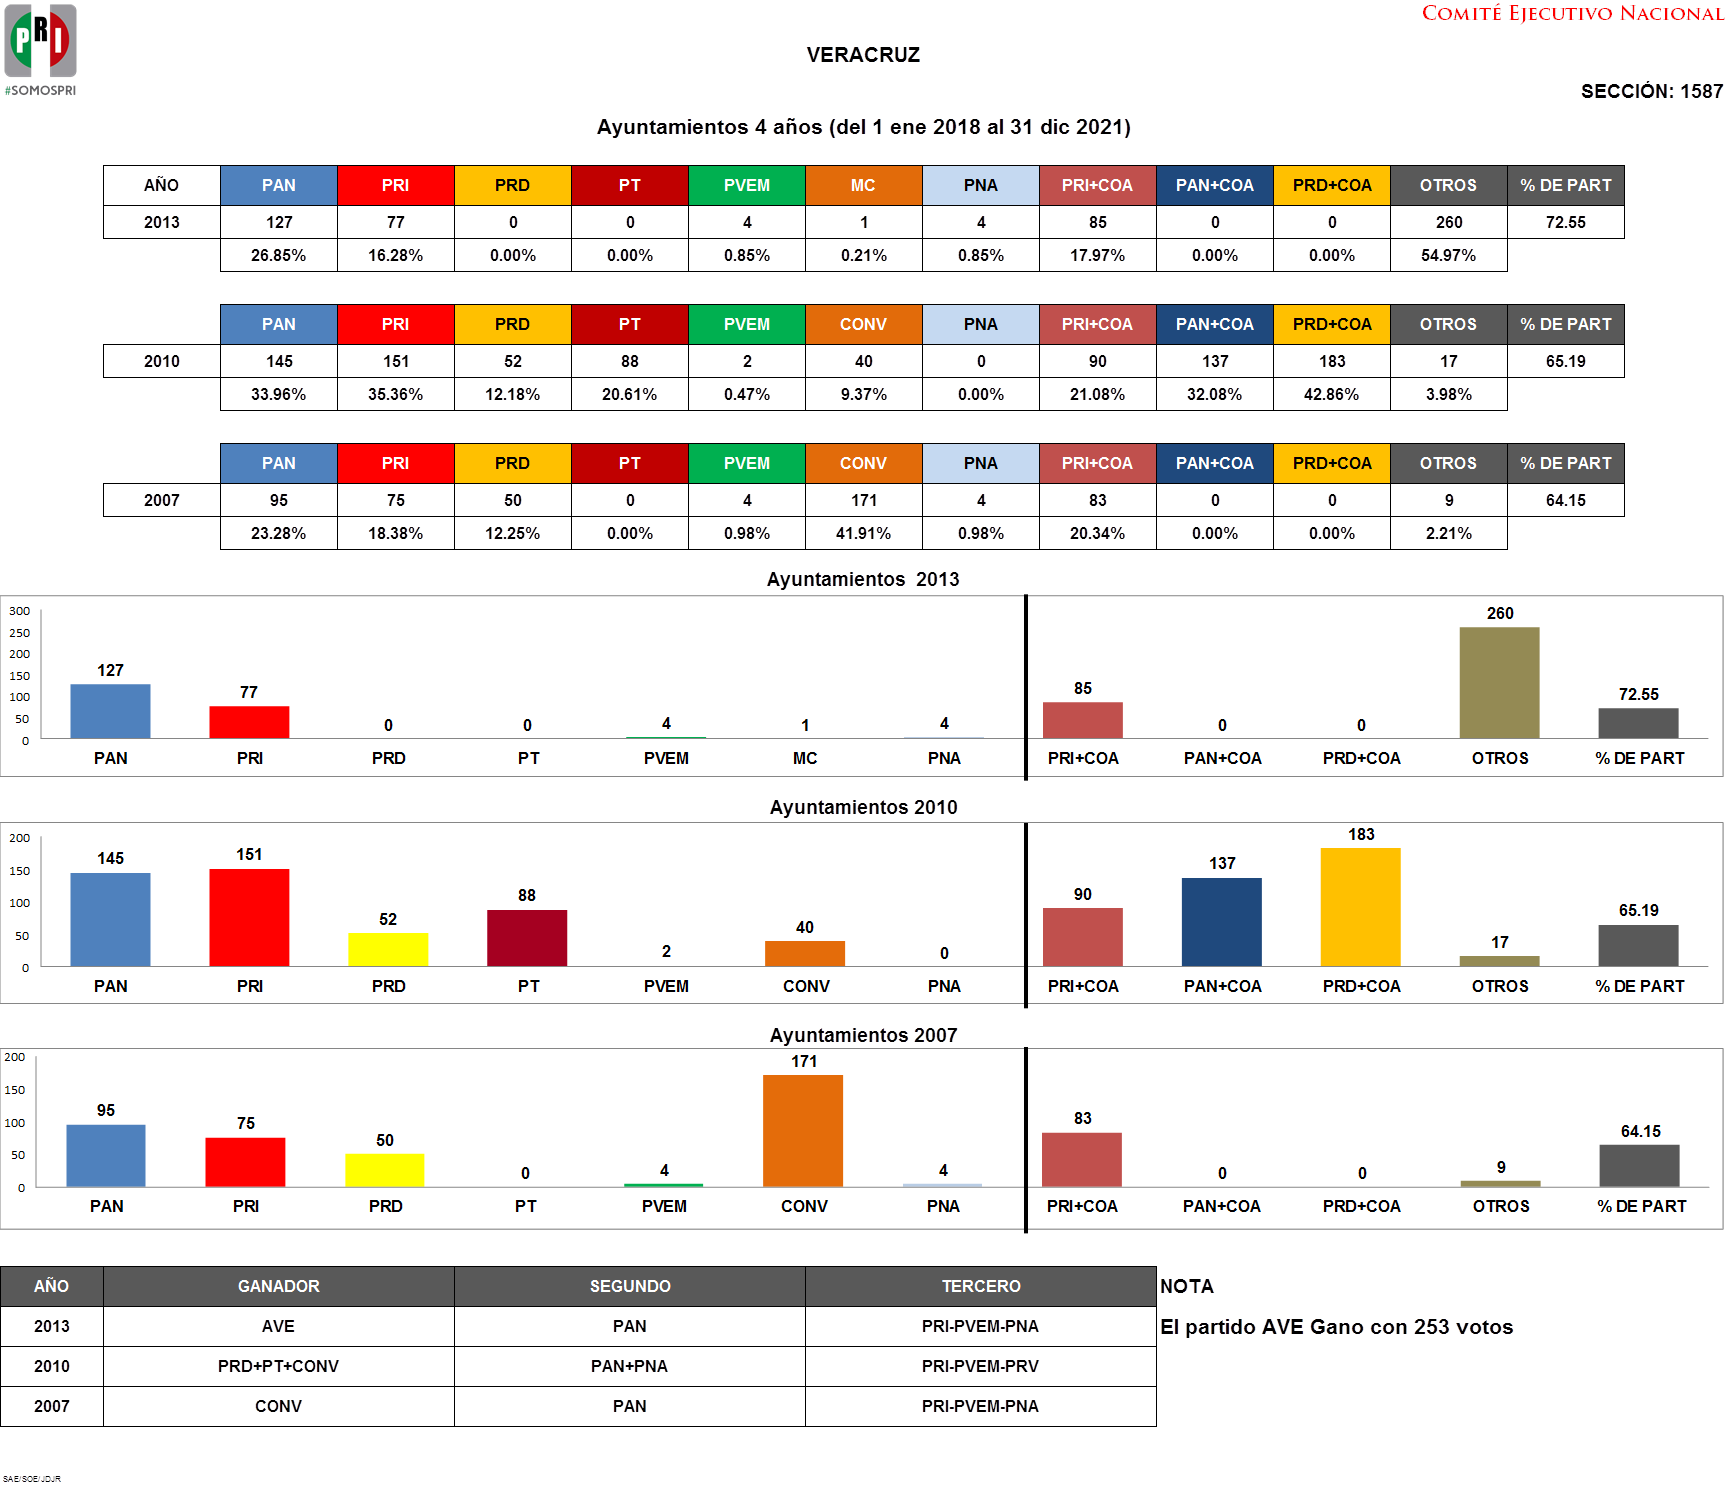 PRI
#SOMOSPRI
COMITÉ EJECUTIVO NACIONAL
VERACRUZ
SECCIÓN: 1587
Ayuntamientos 4 años (del 1 ene 2018 al 31 dic 2021)
AÑO PAN PRI PRD PT PVEM MC PNA PRI+COA PAN+COA PRD+COA OTROS % DE PART
2013 127 77 0 0 4 1 4 85 0 0 260 72.55
26.85% 16.28% 0.00% 0.00% 0.85% 0.21% 0.85% 17.97% 0.00% 0.00% 54.97%
PAN PRI PRD PT PVEM CONV PNA PRI+COA PAN+COA PRD+COA OTROS % DE PART
2010 145 151 52 88 2 40 0 90 137 183 17 65.19
33.96% 35.36% 12.18% 20.61% 0.47% 9.37% 0.00% 21.08% 32.08% 42.86% 3.98%
PAN PRI PRD PT PVEM CONV PNA PRI+COA PAN+COA PRD+COA OTROS % DE PART
2007 95 75 50 0 4 171 4 83 0 0 9 64.15
23.28% 18.38% 12.25% 0.00% 0.98% 41.91% 0.98% 20.34% 0.00% 0.00% 2.21%
Ayuntamientos 2013
300
250
200
150
100
50
0
127 77 0 0 4 1 4 85 0 0 260 72.55
PAN PRI PRD PT PVEM MC PNA PRI+COA PAN+COA PRD+COA OTROS % DE PART
Ayuntamientos 2010
200
150
100
50
0
145 151 52 88 2 40 0 90 137 183 17 65.19
PAN PRI PRD PT PVEM CONV PNA PRI+COA PAN+COA PRD+COA OTROS % DE PART
Ayuntamientos 2007
200
150
100
50
0
95 75 50 0 4 171 4 83 0 0 9 64.15
PAN PRI PRD PT PVEM CONV PNA PRI+COA PAN+COA PRD+COA OTROS % DE PART
AÑO GANADOR SEGUNDO TERCERO NOTA
2013 AVE PAN PRI-PVEM-PNA El partido AVE Gano con 253 votos
2010 PRD+PT+CONV PAN+PNA PRI-PVEM-PRV
2007 CONV PAN PRI-PVEM-PNA
SAE/SOE/JDJR